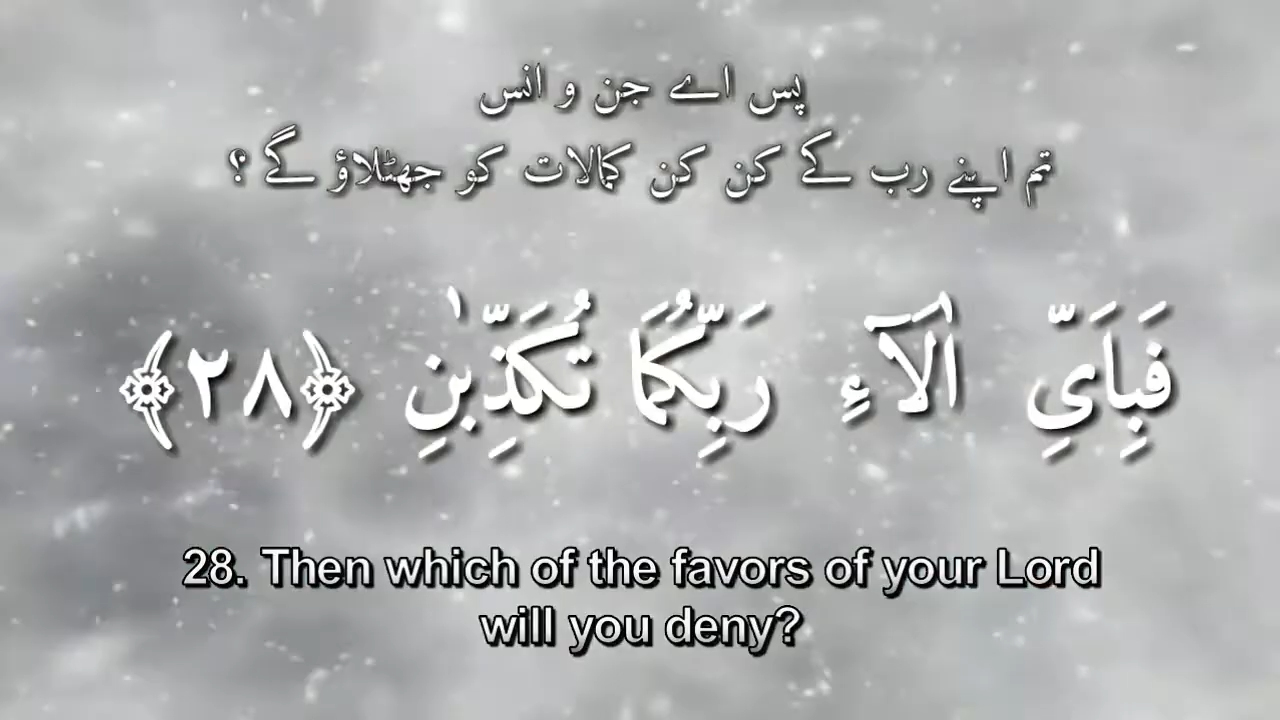 پس اے جن و انس
تم اپنے رب کے کن کن کمالات کو جھٹلاؤ گے ؟
فَبِاَيِّ اٰلَآءِ رَبِّكُمَا تُكَذِّبٰنِ ﴿۲۸﴾
28. Then which of the favors of your Lord
will you deny?